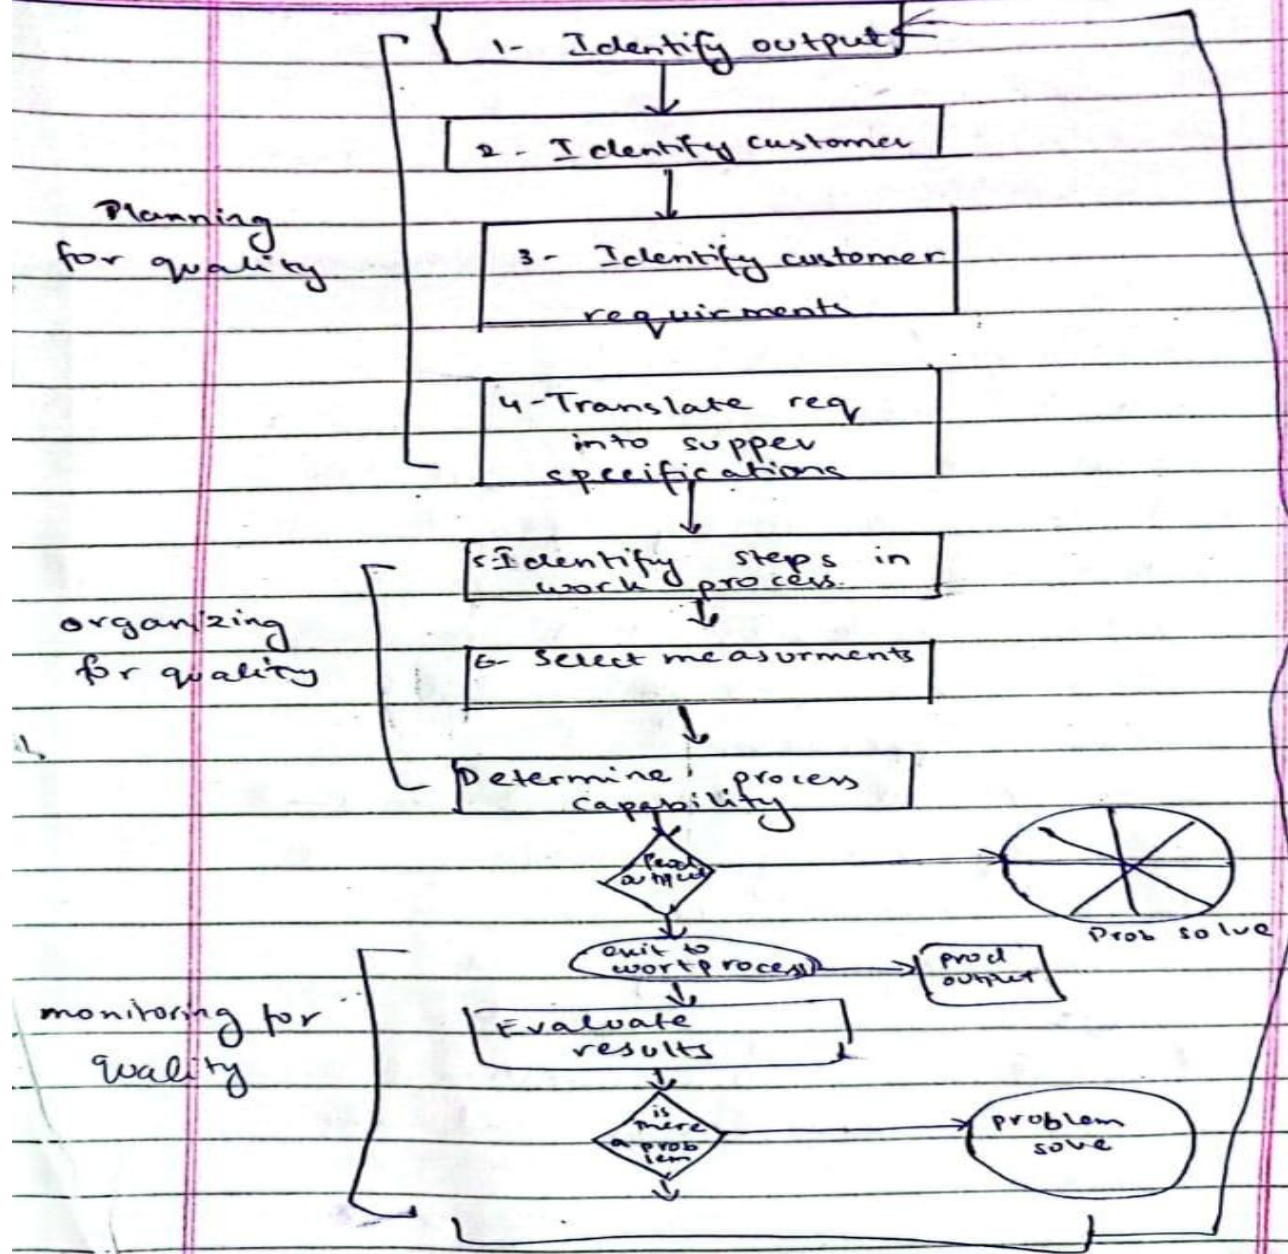 1- Identify output
2- Identify customer
Planning
for quality
3- Identify customer
requirments
4-Translate req
into supper
specifications
5-Identify steps in
work process.
organizing
for quality
6- Select measurments
Determine process
capability
Prod
output
Prob solve
exit to
workprocess
prod
output
monitoring for
quality
Evaluate
results
is
there
a prob
lem
problem
solve